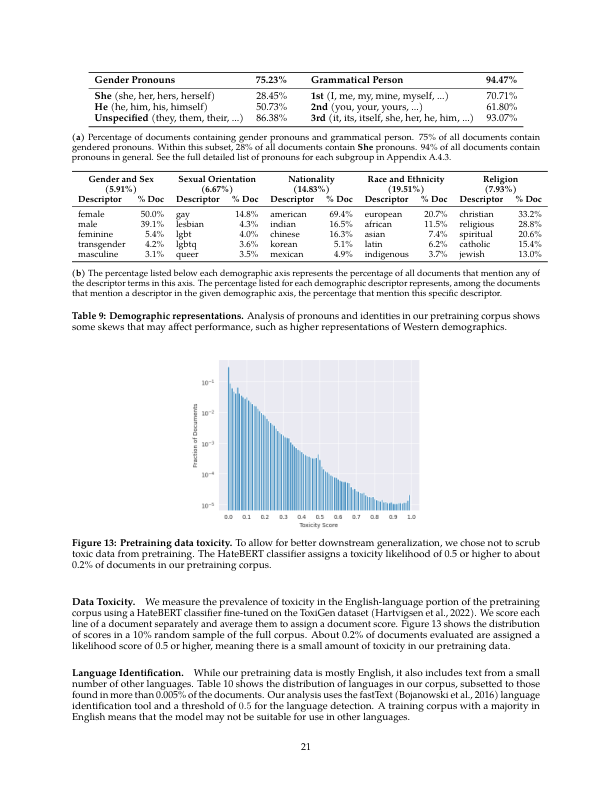 Gender Pronouns 75.23% Grammatical Person 94.47%
She (she, her, hers, herself) 28.45% 1st (I, me, my, mine, myself, ...) 70.71%
He (he, him, his, himself) 50.73% 2nd (you, your, yours, ...) 61.80%
Unspecified (they, them, their, ...) 86.38% 3rd (it, its, itself, she, her, he, him, ...) 93.07%
(a) Percentage of documents containing gender pronouns and grammatical person. 75% of all documents contain
gendered pronouns. Within this subset, 28% of all documents contain She pronouns. 94% of all documents contain
pronouns in general. See the full detailed list of pronouns for each subgroup in Appendix A.4.3.
Gender and Sex Sexual Orientation Nationality Race and Ethnicity Religion
(5.91%) (6.67%) (14.83%) (19.51%) (7.93%)
Descriptor % Doc Descriptor % Doc Descriptor % Doc Descriptor % Doc Descriptor % Doc
female 50.0% gay 14.8% american 69.4% european 20.7% christian 33.2%
male 39.1% lesbian 4.3% indian 16.5% african 11.5% religious 28.8%
feminine 5.4% lgbt 4.0% chinese 16.3% asian 7.4% spiritual 20.6%
transgender 4.2% lgbtq 3.6% korean 5.1% latin 6.2% catholic 15.4%
masculine 3.1% queer 3.5% mexican 4.9% indigenous 3.7% jewish 13.0%
(b) The percentage listed below each demographic axis represents the percentage of all documents that mention any of
the descriptor terms in this axis. The percentage listed for each demographic descriptor represents, among the documents
that mention a descriptor in the given demographic axis, the percentage that mention this specific descriptor.
Table 9: Demographic representations. Analysis of pronouns and identities in our pretraining corpus shows
some skews that may affect performance, such as higher representations of Western demographics.
Fraction of Documents
10⁻¹
10⁻²
10⁻³
10⁻⁴
10⁻⁵
0.0 0.1 0.2 0.3 0.4 0.5 0.6 0.7 0.8 0.9 1.0
Toxicity Score
Figure 13: Pretraining data toxicity. To allow for better downstream generalization, we chose not to scrub
toxic data from pretraining. The HateBERT classifier assigns a toxicity likelihood of 0.5 or higher to about
0.2% of documents in our pretraining corpus.
Data Toxicity. We measure the prevalence of toxicity in the English-language portion of the pretraining
corpus using a HateBERT classifier fine-tuned on the ToxiGen dataset (Hartvigsen et al., 2022). We score each
line of a document separately and average them to assign a document score. Figure 13 shows the distribution
of scores in a 10% random sample of the full corpus. About 0.2% of documents evaluated are assigned a
likelihood score of 0.5 or higher, meaning there is a small amount of toxicity in our pretraining data.
Language Identification. While our pretraining data is mostly English, it also includes text from a small
number of other languages. Table 10 shows the distribution of languages in our corpus, subsetted to those
found in more than 0.005% of the documents. Our analysis uses the fastText (Bojanowski et al., 2016) language
identification tool and a threshold of 0.5 for the language detection. A training corpus with a majority in
English means that the model may not be suitable for use in other languages.
21